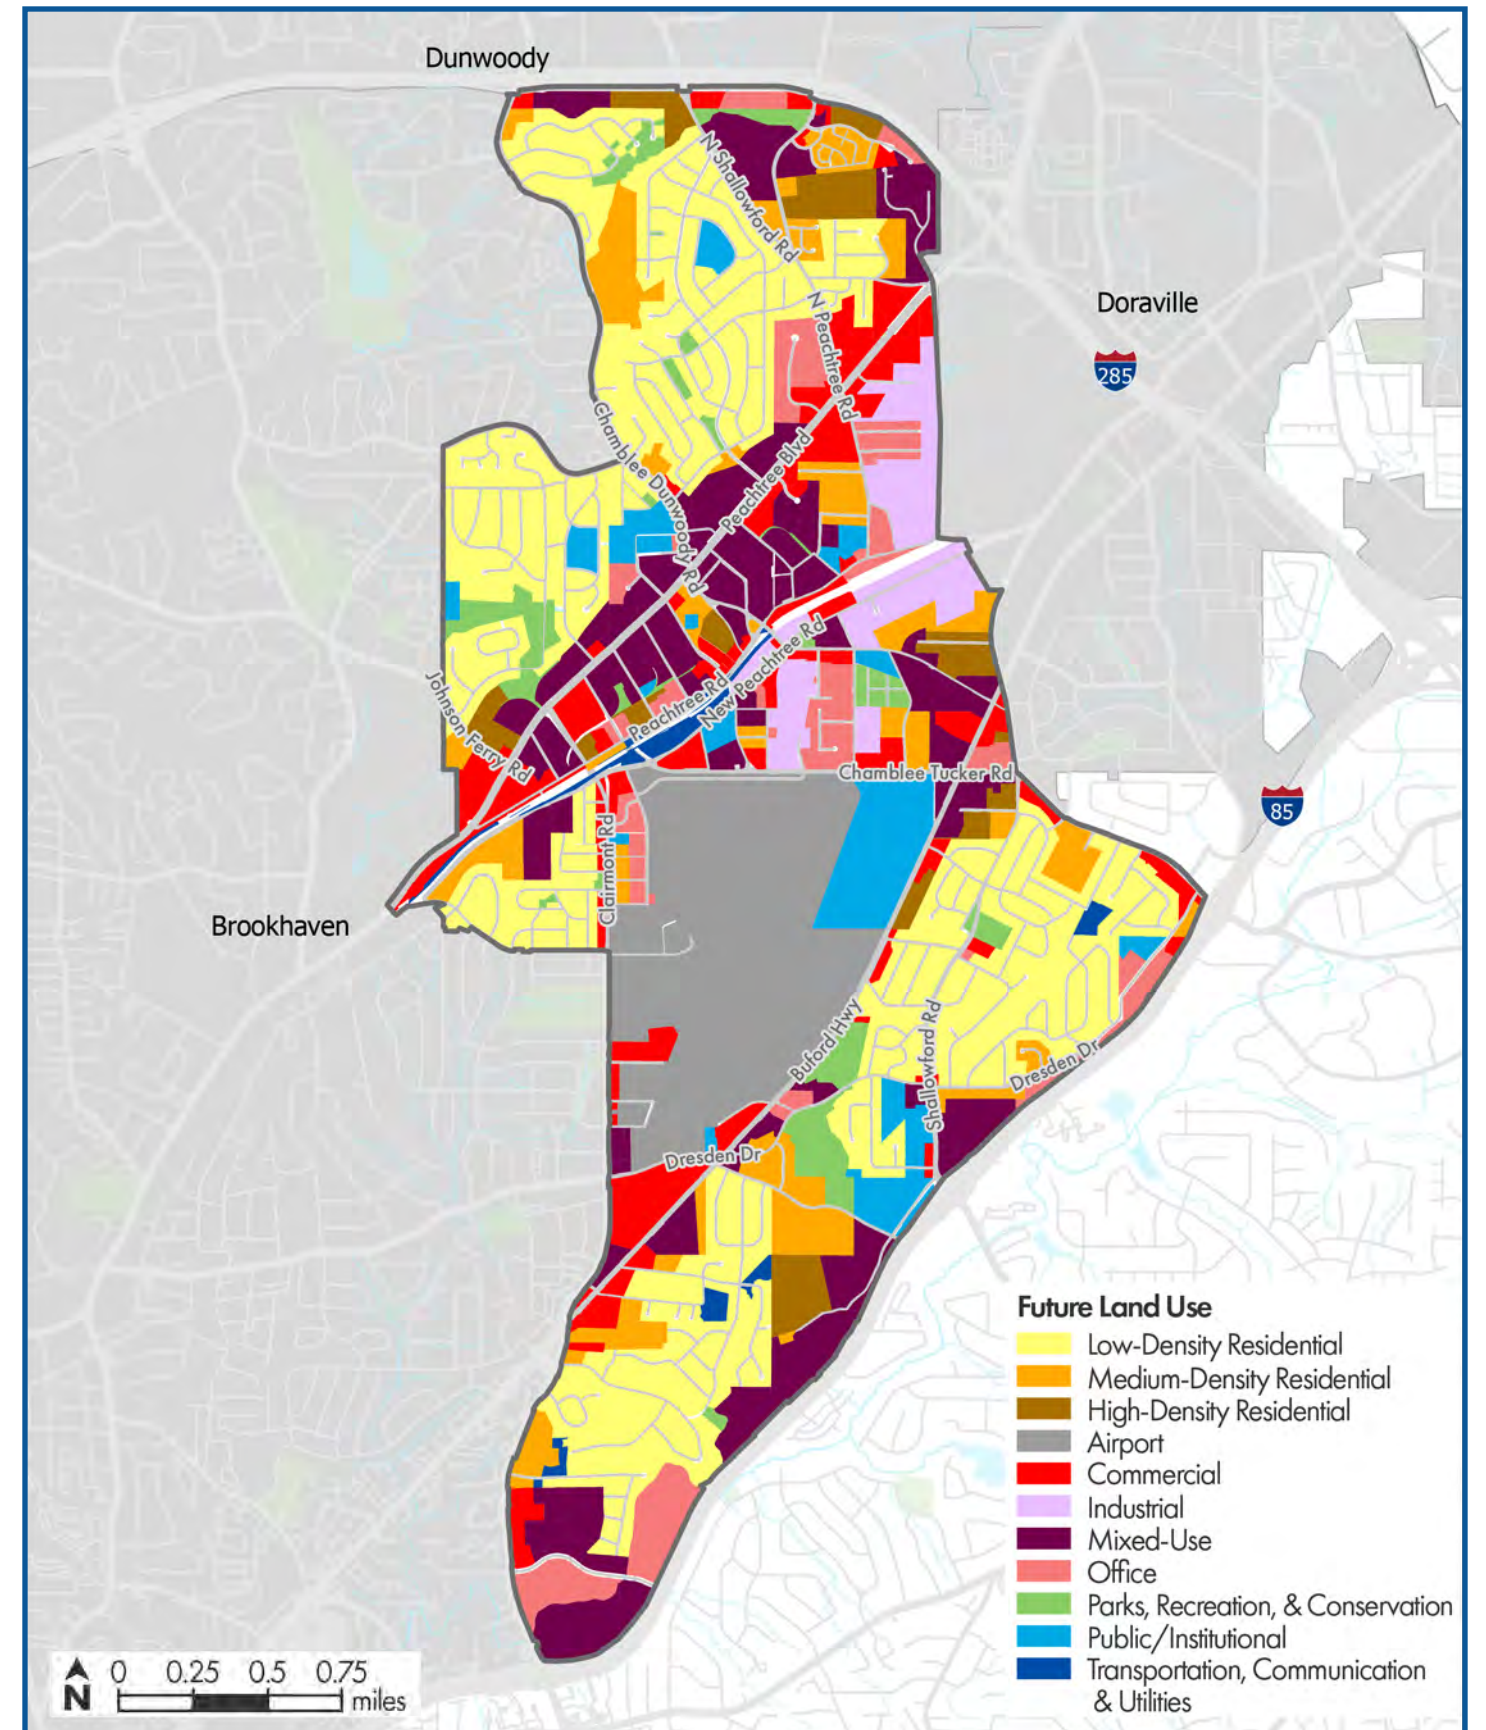 Dunwoody
N Shallowford Rd
Doraville
285
N Peachtree Rd
Chamblee Dunwoody Rd
Peachtree Blvd
Johnson Ferry Rd
Peachtree Rd
New Peachtree Rd
Chamblee Tucker Rd
85
Clairmont Rd
Brookhaven
Buford Hwy
Shallowford Rd
Dresden Dr
Dresden Dr
Future Land Use
Low-Density Residential
Medium-Density Residential
High-Density Residential
Airport
Commercial
Industrial
Mixed-Use
Office
Parks, Recreation, & Conservation
Public/Institutional
Transportation, Communication
& Utilities
N
0 0.25 0.5 0.75
miles